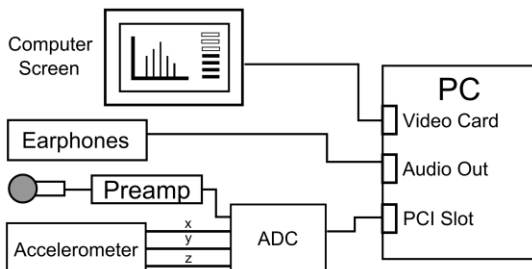 Computer
Screen
PC
Video Card
Earphones
Audio Out
Preamp
PCI Slot
x
y
z
ADC
Accelerometer